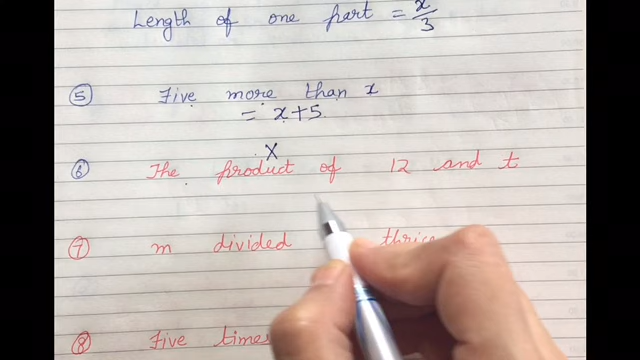 Length of one part = x/3
⑤ Five more than x
= x+5
X
⑥ The product of 12 and t
⑦ m divided thrice
⑧ Five times